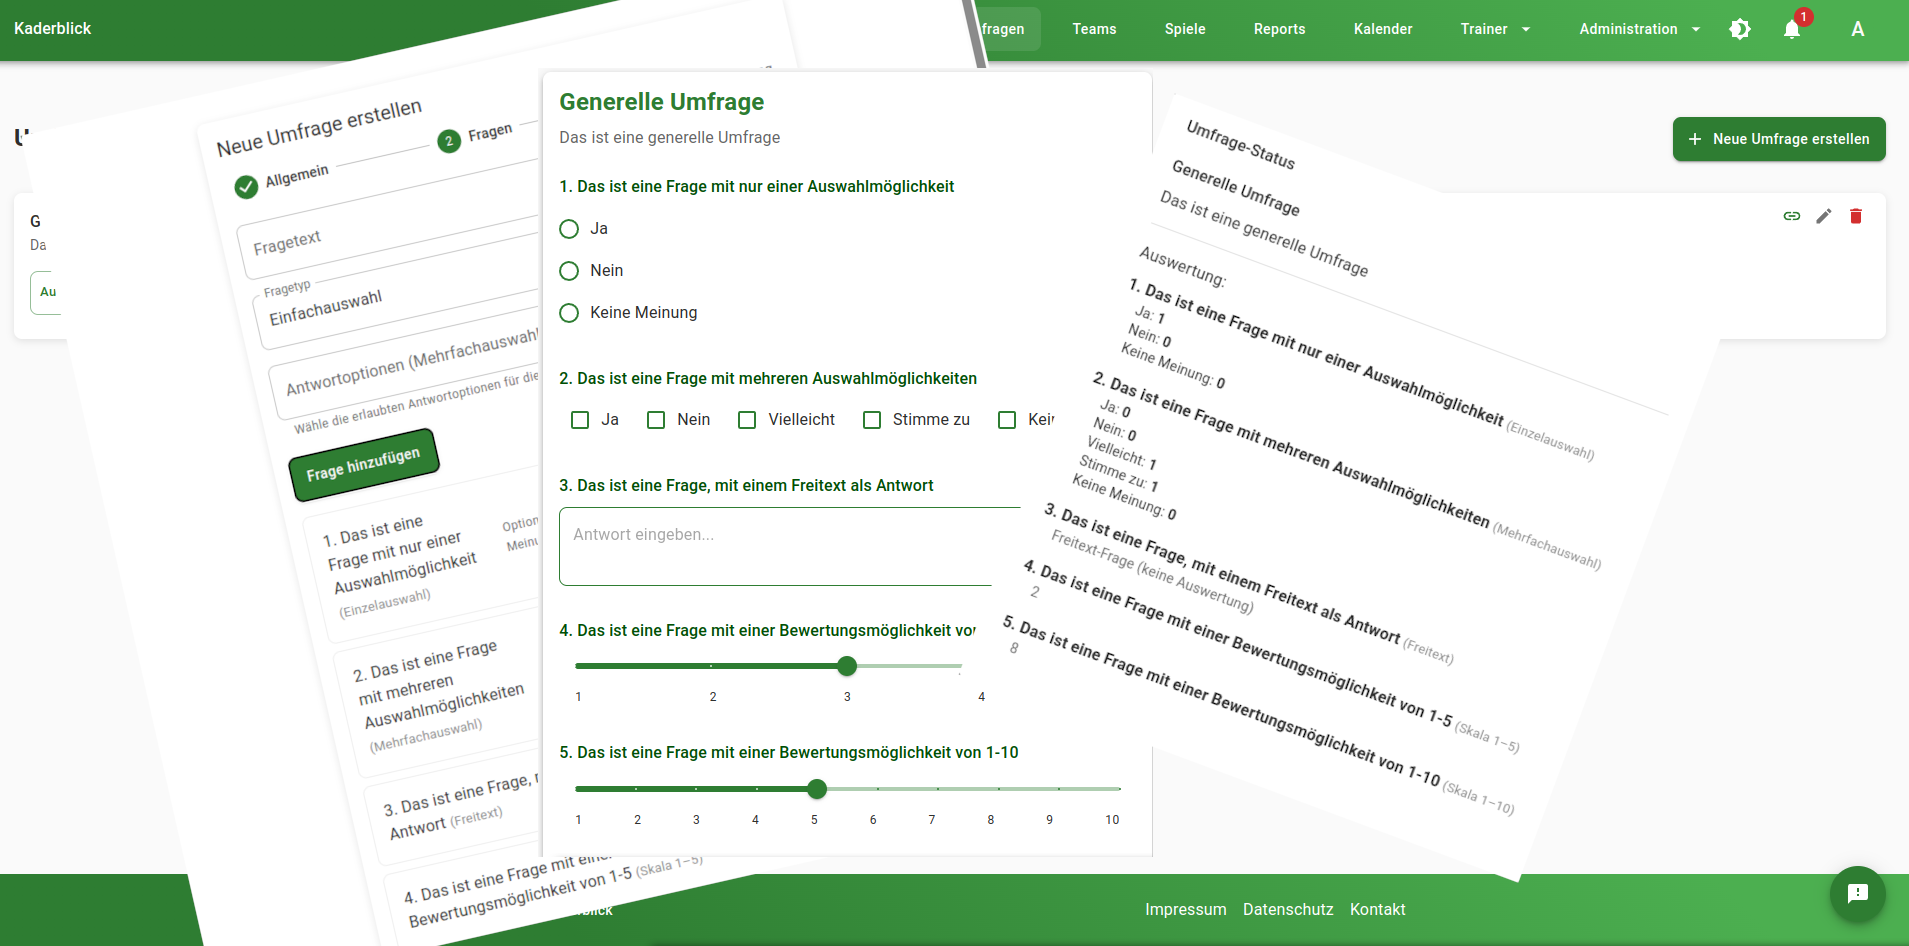 Kaderblick
fragen
Teams
Spiele
Reports
Kalender
Trainer
Administration
1
A
Neue Umfrage erstellen
G
Da
Au
Neue Umfrage erstellen
Allgemein
2
Fragen
Fragetext
Fragetyp
Einfachauswahl
Antwortoptionen (Mehrfachauswahl
Wähle die erlaubten Antwortoptionen für die
Frage hinzufügen
1. Das ist eine
Frage mit nur einer
Auswahlmöglichkeit
(Einzelauswahl)
Option
2. Das ist eine Frage
mit mehreren
Auswahlmöglichkeiten
(Mehrfachauswahl)
3. Das ist eine Frage,
Antwort (Freitext)
4. Das ist eine Frage mit einer
Bewertungsmöglichkeit von 1-5 (Skala 1–5)
Generelle Umfrage
Das ist eine generelle Umfrage
1. Das ist eine Frage mit nur einer Auswahlmöglichkeit
Ja
Nein
Keine Meinung
2. Das ist eine Frage mit mehreren Auswahlmöglichkeiten
Ja Nein Vielleicht Stimme zu Kei
3. Das ist eine Frage, mit einem Freitext als Antwort
Antwort eingeben...
4. Das ist eine Frage mit einer Bewertungsmöglichkeit vo
1 2 3 4
5. Das ist eine Frage mit einer Bewertungsmöglichkeit von 1-10
1 2 3 4 5 6 7 8 9 10
Umfrage-Status
Generelle Umfrage
Das ist eine generelle Umfrage
Auswertung:
1. Das ist eine Frage mit nur einer Auswahlmöglichkeit (Einzelauswahl)
Ja: 1
Nein: 0
Keine Meinung: 0
2. Das ist eine Frage mit mehreren Auswahlmöglichkeiten (Mehrfachauswahl)
Ja: 0
Nein: 0
Vielleicht: 1
Stimme zu: 1
Keine Meinung: 0
3. Das ist eine Frage, mit einem Freitext als Antwort (Freitext)
Freitext-Frage (keine Auswertung)
4. Das ist eine Frage mit einer Bewertungsmöglichkeit von 1-5 (Skala 1–5)
2
5. Das ist eine Frage mit einer Bewertungsmöglichkeit von 1-10 (Skala 1–10)
8
blick
Impressum Datenschutz Kontakt